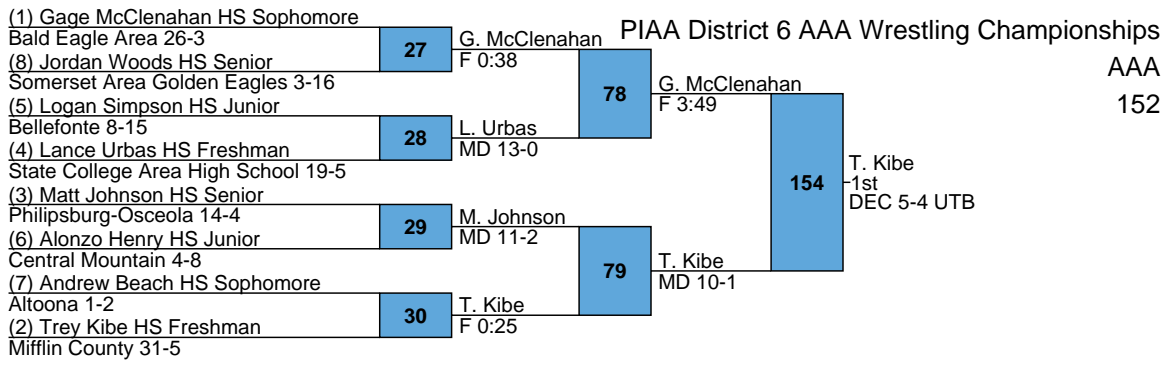 PIAA District 6 AAA Wrestling Championships
AAA
152
(1) Gage McClenahan HS Sophomore
Bald Eagle Area 26-3
(8) Jordan Woods HS Senior
Somerset Area Golden Eagles 3-16
(5) Logan Simpson HS Junior
Bellefonte 8-15
(4) Lance Urbas HS Freshman
State College Area High School 19-5
(3) Matt Johnson HS Senior
Philipsburg-Osceola 14-4
(6) Alonzo Henry HS Junior
Central Mountain 4-8
(7) Andrew Beach HS Sophomore
Altoona 1-2
(2) Trey Kibe HS Freshman
Mifflin County 31-5
27
28
29
30
G. McClenahan
F 0:38
L. Urbas
MD 13-0
M. Johnson
MD 11-2
T. Kibe
F 0:25
78
79
G. McClenahan
F 3:49
T. Kibe
MD 10-1
154
T. Kibe
1st
DEC 5-4 UTB